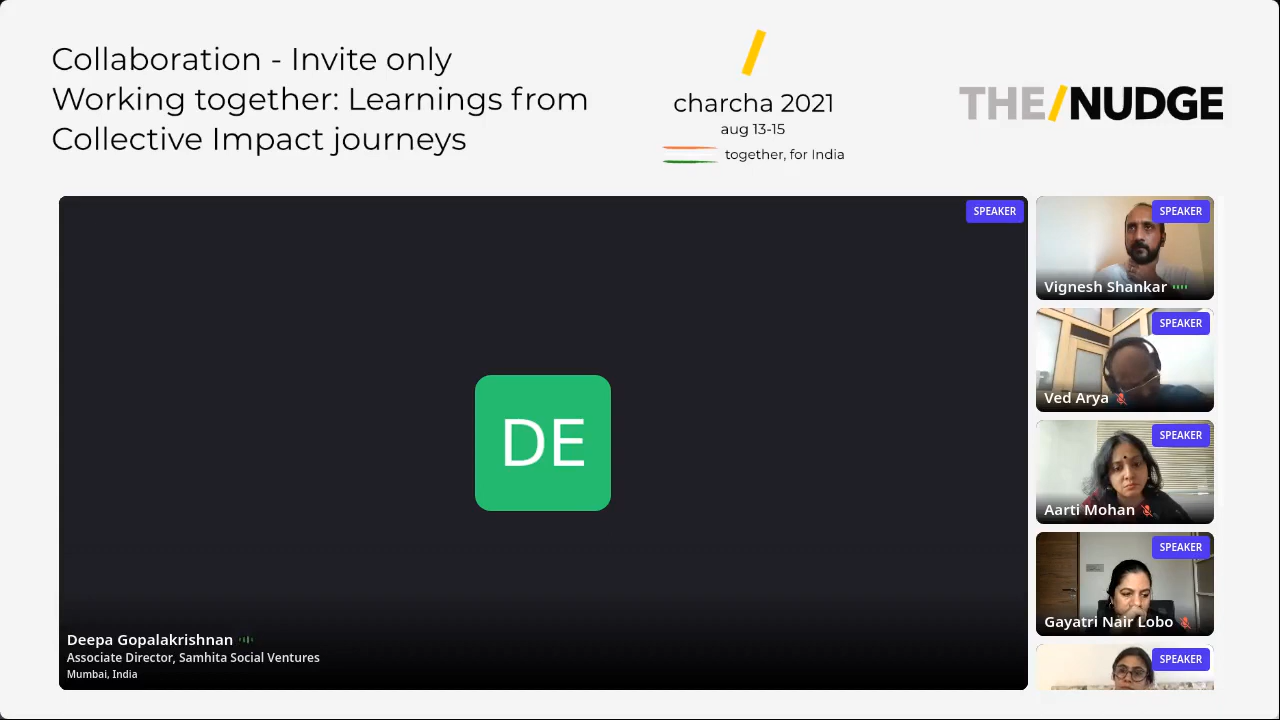 Collaboration - Invite only
Working together: Learnings from
Collective Impact journeys
charcha 2021
aug 13-15
together, for India
THE/NUDGE
SPEAKER
DE
Deepa Gopalakrishnan
Associate Director, Samhita Social Ventures
Mumbai, India
SPEAKER
Vignesh Shankar
SPEAKER
Ved Arya
SPEAKER
Aarti Mohan
SPEAKER
Gayatri Nair Lobo
SPEAKER